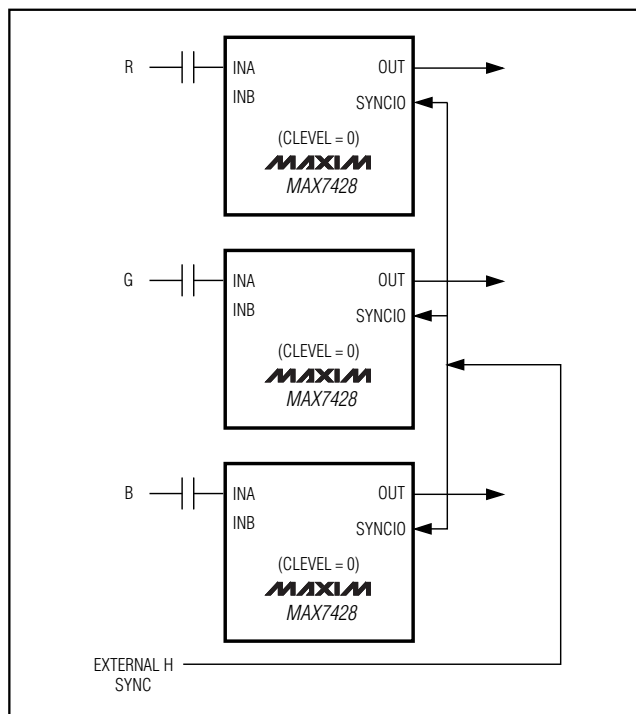 R
INA
OUT
INB
SYNCIO
(CLEVEL = 0)
MAXIM
MAX7428
G
INA
OUT
INB
SYNCIO
(CLEVEL = 0)
MAXIM
MAX7428
B
INA
OUT
INB
SYNCIO
(CLEVEL = 0)
MAXIM
MAX7428
EXTERNAL H
SYNC